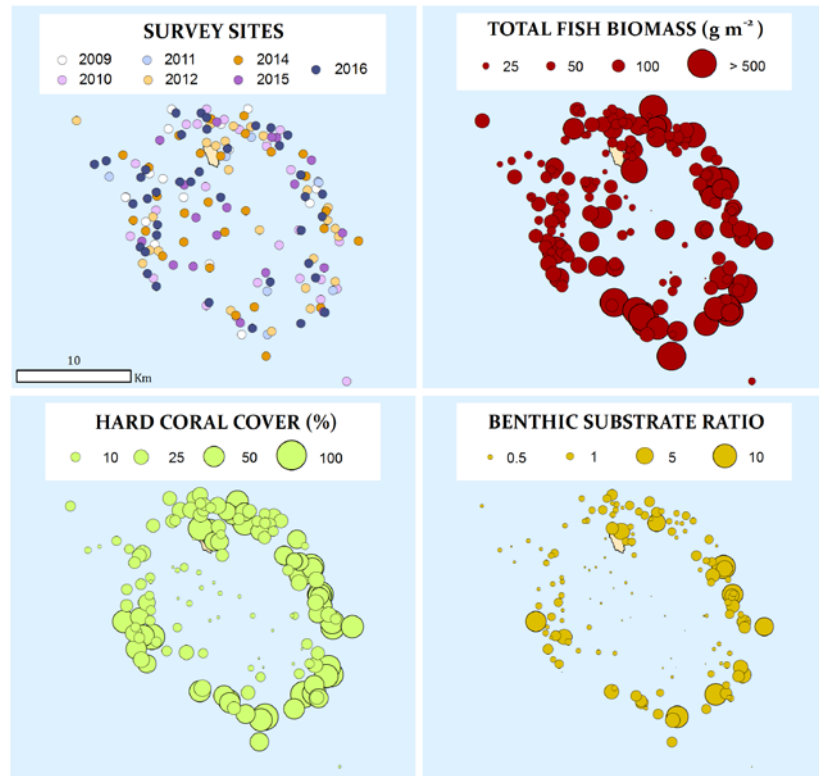 SURVEY SITES
2009 2011 2014 2016
2010 2012 2015
10
Km
TOTAL FISH BIOMASS (g m⁻²)
25 50 100 > 500
HARD CORAL COVER (%)
10 25 50 100
BENTHIC SUBSTRATE RATIO
0.5 1 5 10